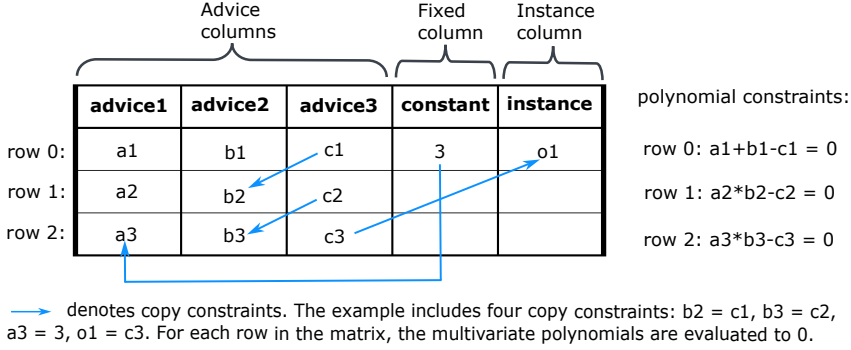 Advice columns
Fixed column
Instance column
advice1 advice2 advice3 constant instance
polynomial constraints:
row 0: a1 b1 c1 3 o1
row 0: a1+b1-c1 = 0
row 1: a2 b2 c2
row 1: a2*b2-c2 = 0
row 2: a3 b3 c3
row 2: a3*b3-c3 = 0
denotes copy constraints. The example includes four copy constraints: b2 = c1, b3 = c2,
a3 = 3, o1 = c3. For each row in the matrix, the multivariate polynomials are evaluated to 0.